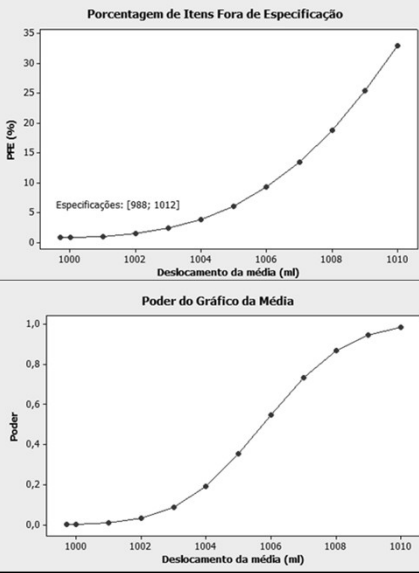 Porcentagem de Itens Fora de Especificação
35
30
25
20
15
10
5
0
PFE (%)
Especificações: [988; 1012]
1000 1002 1004 1006 1008 1010
Deslocamento da média (ml)
Poder do Gráfico da Média
1,0
0,8
0,6
0,4
0,2
0,0
Poder
1000 1002 1004 1006 1008 1010
Deslocamento da média (ml)